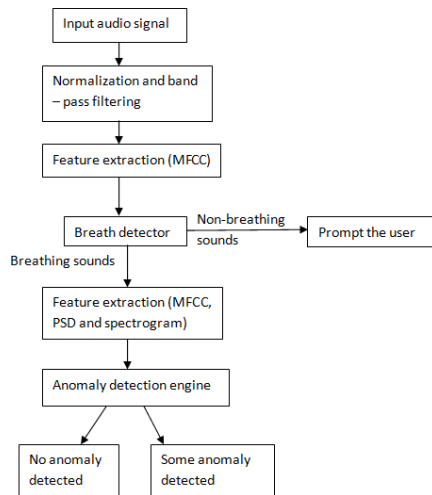 Input audio signal
Normalization and band
– pass filtering
Feature extraction (MFCC)
Breath detector
Non-breathing
sounds
Prompt the user
Breathing sounds
Feature extraction (MFCC,
PSD and spectrogram)
Anomaly detection engine
No anomaly
detected
Some anomaly
detected